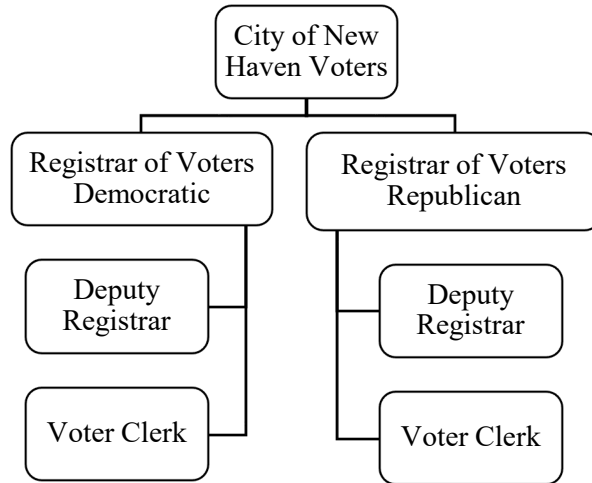 City of New
Haven Voters
Registrar of Voters
Democratic
Registrar of Voters
Republican
Deputy
Registrar
Deputy
Registrar
Voter Clerk
Voter Clerk